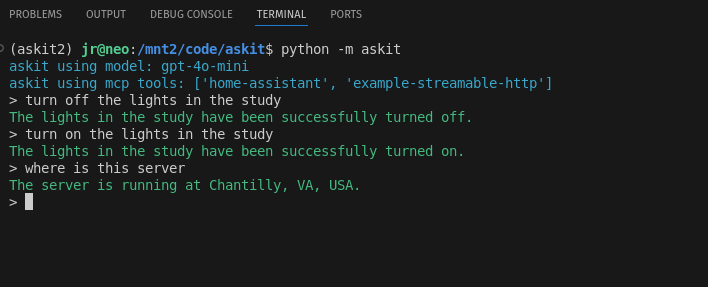 PROBLEMS OUTPUT DEBUG CONSOLE TERMINAL PORTS
(askit2) jr@neo:/mnt2/code/askit$ python -m askit
askit using model: gpt-4o-mini
askit using mcp tools: ['home-assistant', 'example-streamable-http']
> turn off the lights in the study
The lights in the study have been successfully turned off.
> turn on the lights in the study
The lights in the study have been successfully turned on.
> where is this server
The server is running at Chantilly, VA, USA.
>